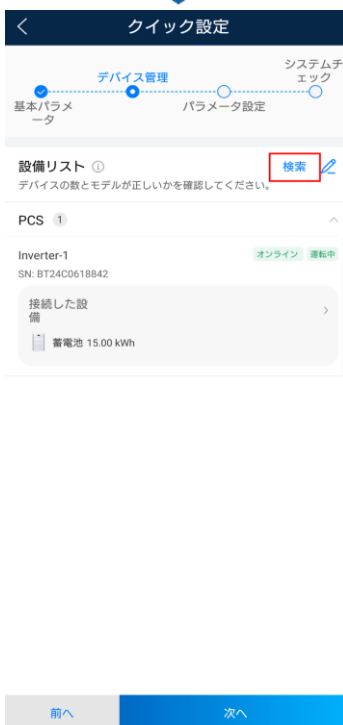 クイック設定
デバイス管理
システムチ
ェック
基本パラメ
ータ
パラメータ設定
設備リスト
検索
デバイスの数とモデルが正しいかを確認してください。
PCS 1
Inverter-1
オンライン 運転中
SN: BT24C0618842
接続した設
備
蓄電池 15.00 kWh
前へ
次へ